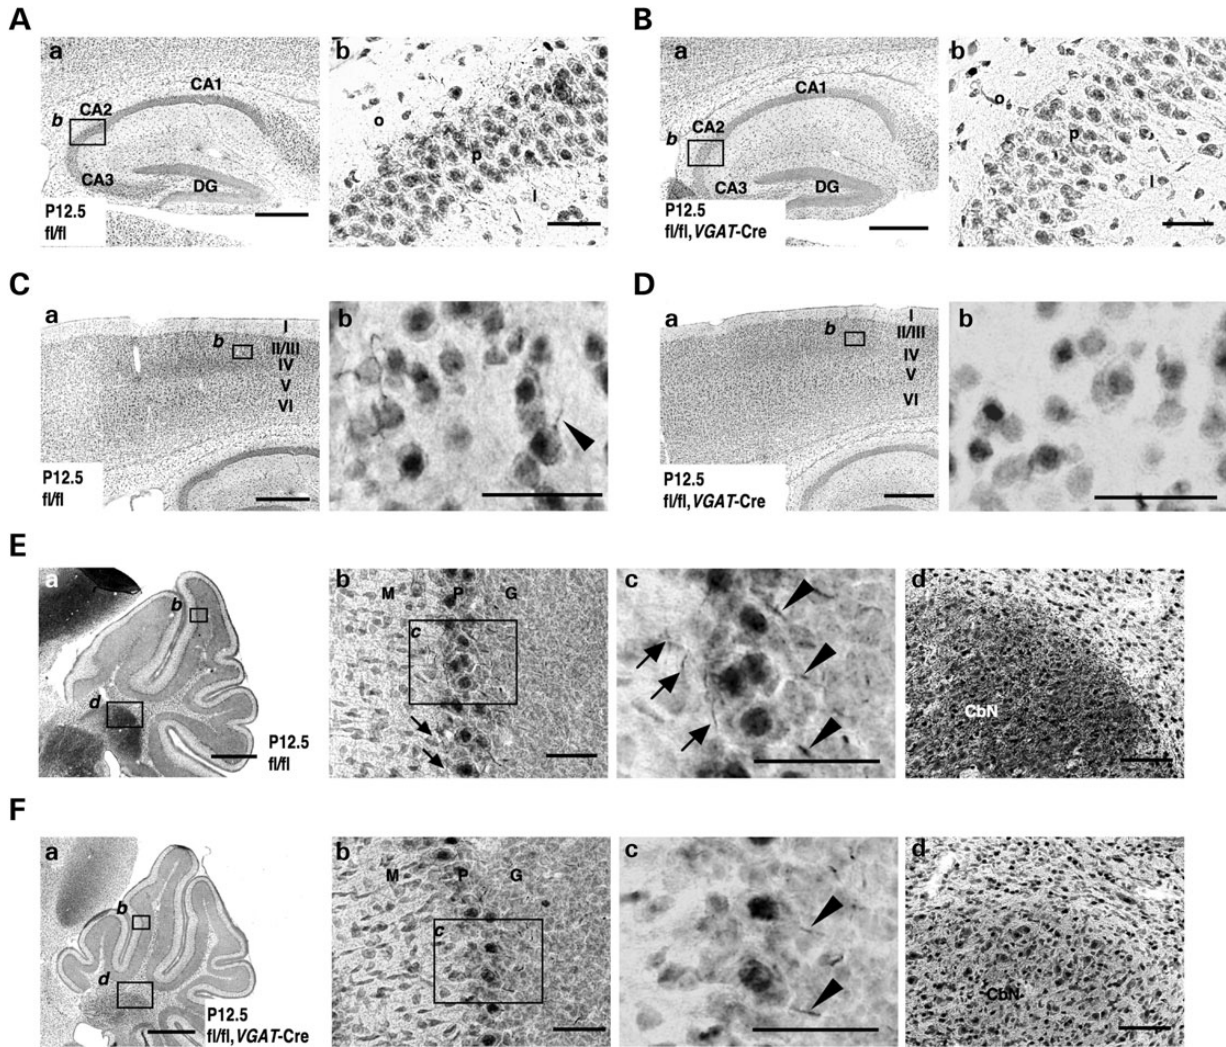 A
B
a
CA1
CA2
b
CA3
DG
P12.5
fl/fl
b
o
p
l
a
CA1
CA2
b
CA3
DG
P12.5
fl/fl, VGAT-Cre
b
o
p
l
C
D
a
I
b
II/III
IV
V
VI
P12.5
fl/fl
b
a
I
b
II/III
IV
V
VI
P12.5
fl/fl, VGAT-Cre
b
E
a
b
d
P12.5
fl/fl
b
M P G
c
c
d
CbN
F
a
b
d
P12.5
fl/fl, VGAT-Cre
b
M P G
c
c
d
CbN